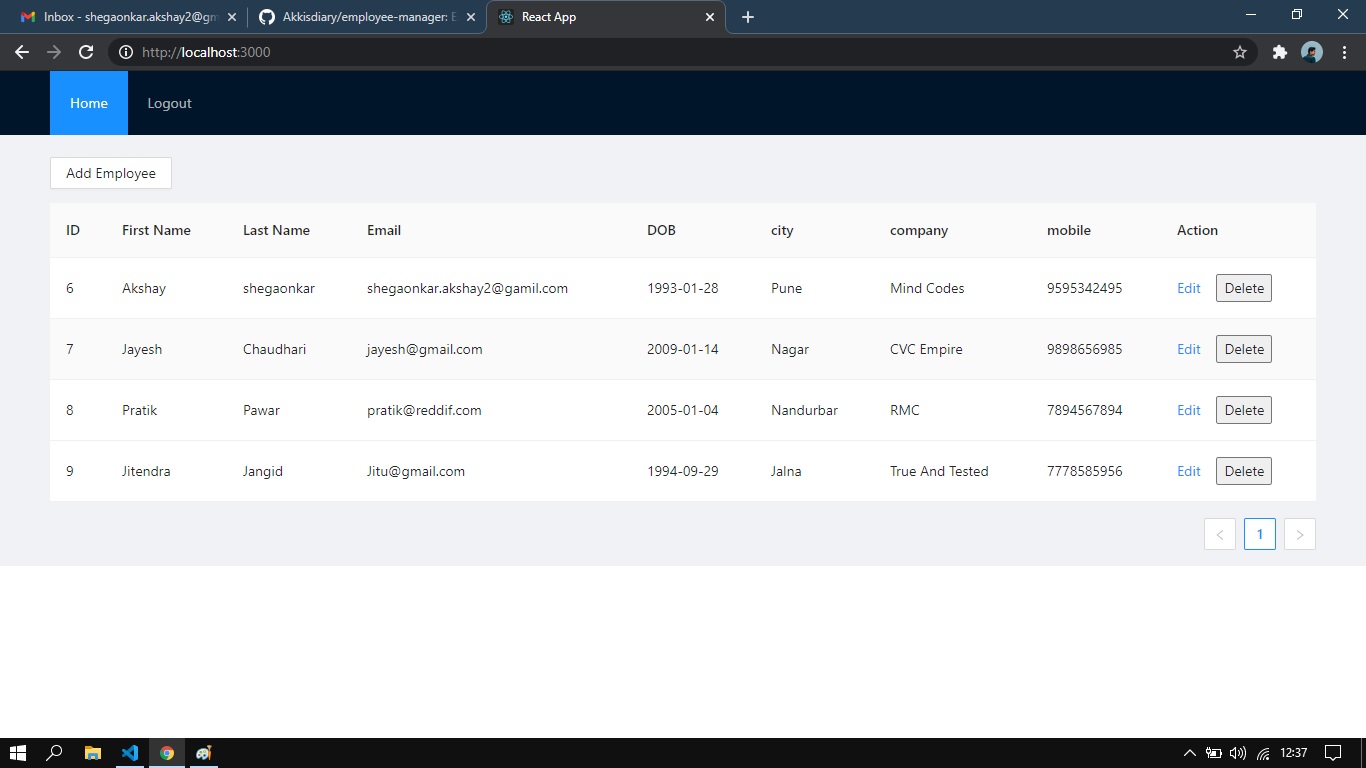 Inbox - shegaonkar.akshay2@gm
Akkisdiary/employee-manager: E
React App
http://localhost:3000
Home Logout
Add Employee
ID First Name Last Name Email DOB city company mobile Action
6 Akshay shegaonkar shegaonkar.akshay2@gamil.com 1993-01-28 Pune Mind Codes 9595342495 Edit Delete
7 Jayesh Chaudhari jayesh@gmail.com 2009-01-14 Nagar CVC Empire 9898656985 Edit Delete
8 Pratik Pawar pratik@reddif.com 2005-01-04 Nandurbar RMC 7894567894 Edit Delete
9 Jitendra Jangid Jitu@gmail.com 1994-09-29 Jalna True And Tested 7778585956 Edit Delete
< 1 >
12:37